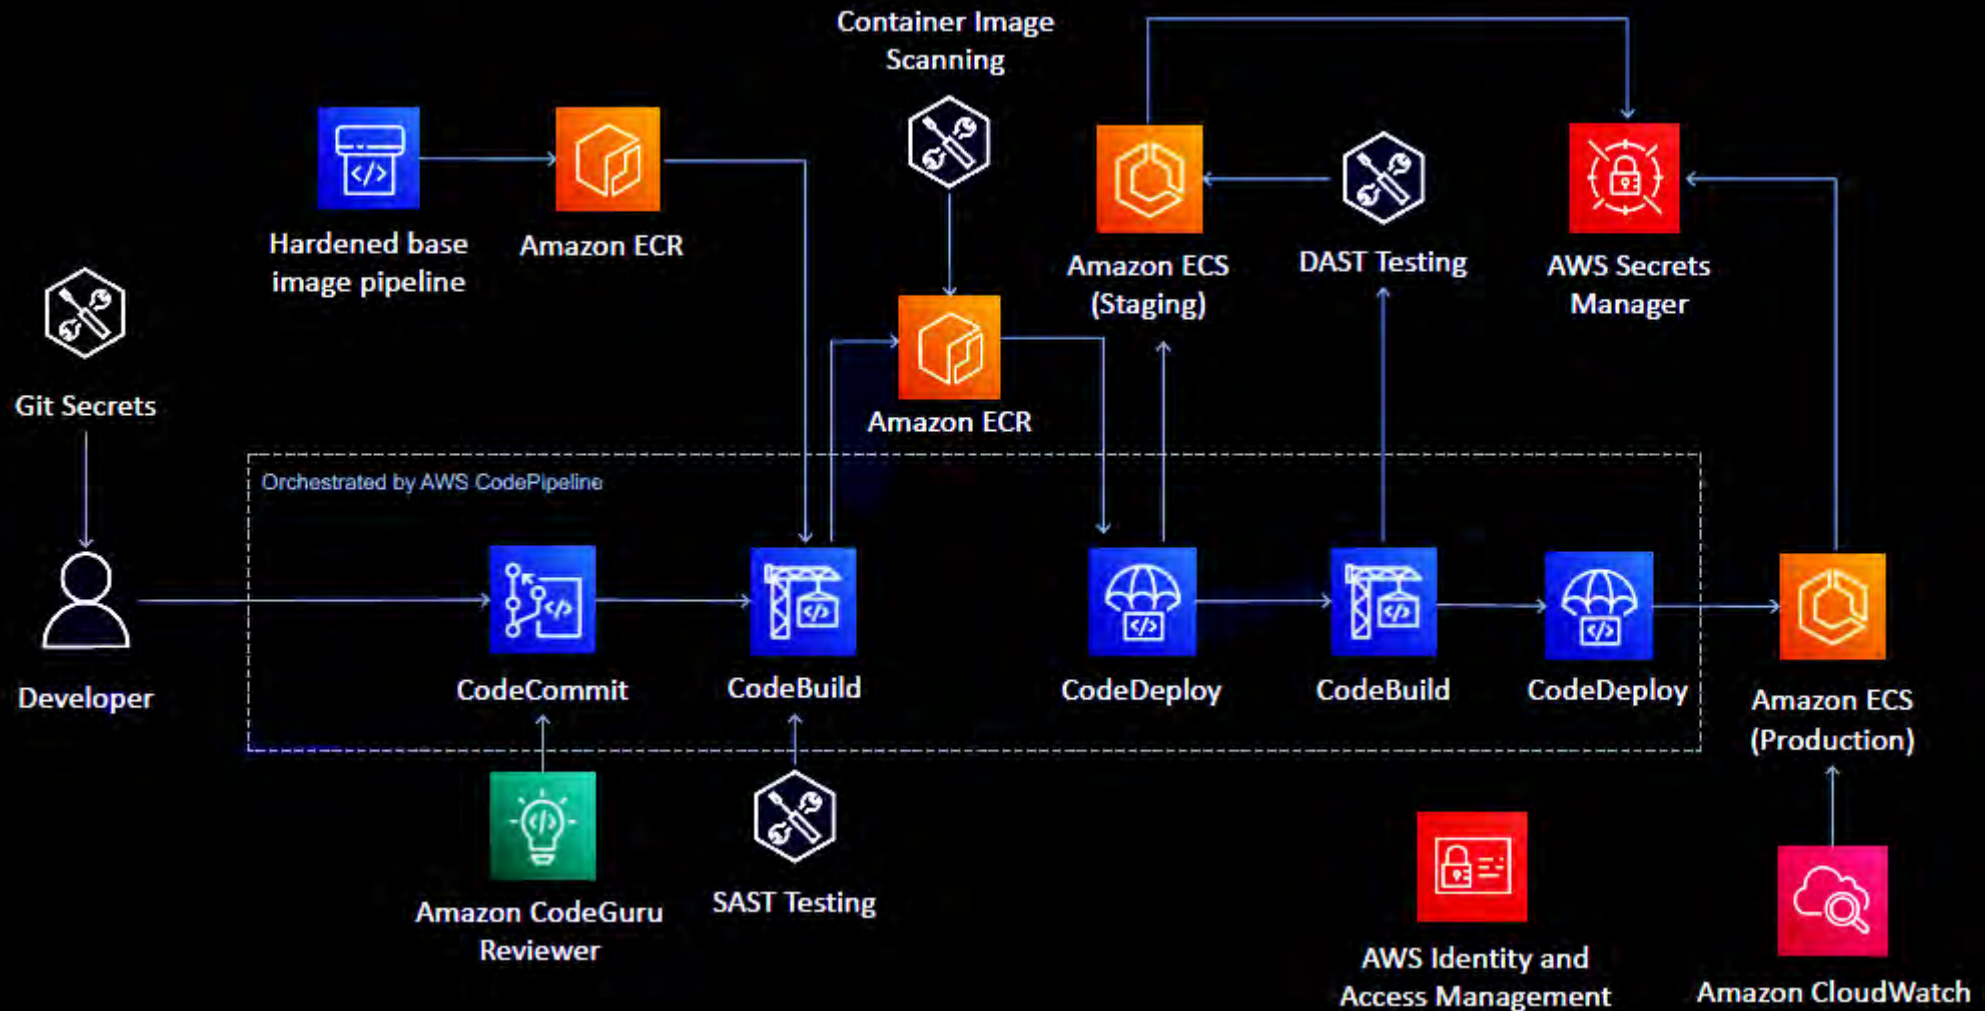 Container Image
Scanning
Hardened base
image pipeline
Amazon ECR
Amazon ECS
(Staging)
DAST Testing
AWS Secrets
Manager
Git Secrets
Amazon ECR
Orchestrated by AWS CodePipeline
Developer
CodeCommit
CodeBuild
CodeDeploy
CodeBuild
CodeDeploy
Amazon ECS
(Production)
Amazon CodeGuru
Reviewer
SAST Testing
AWS Identity and
Access Management
Amazon CloudWatch